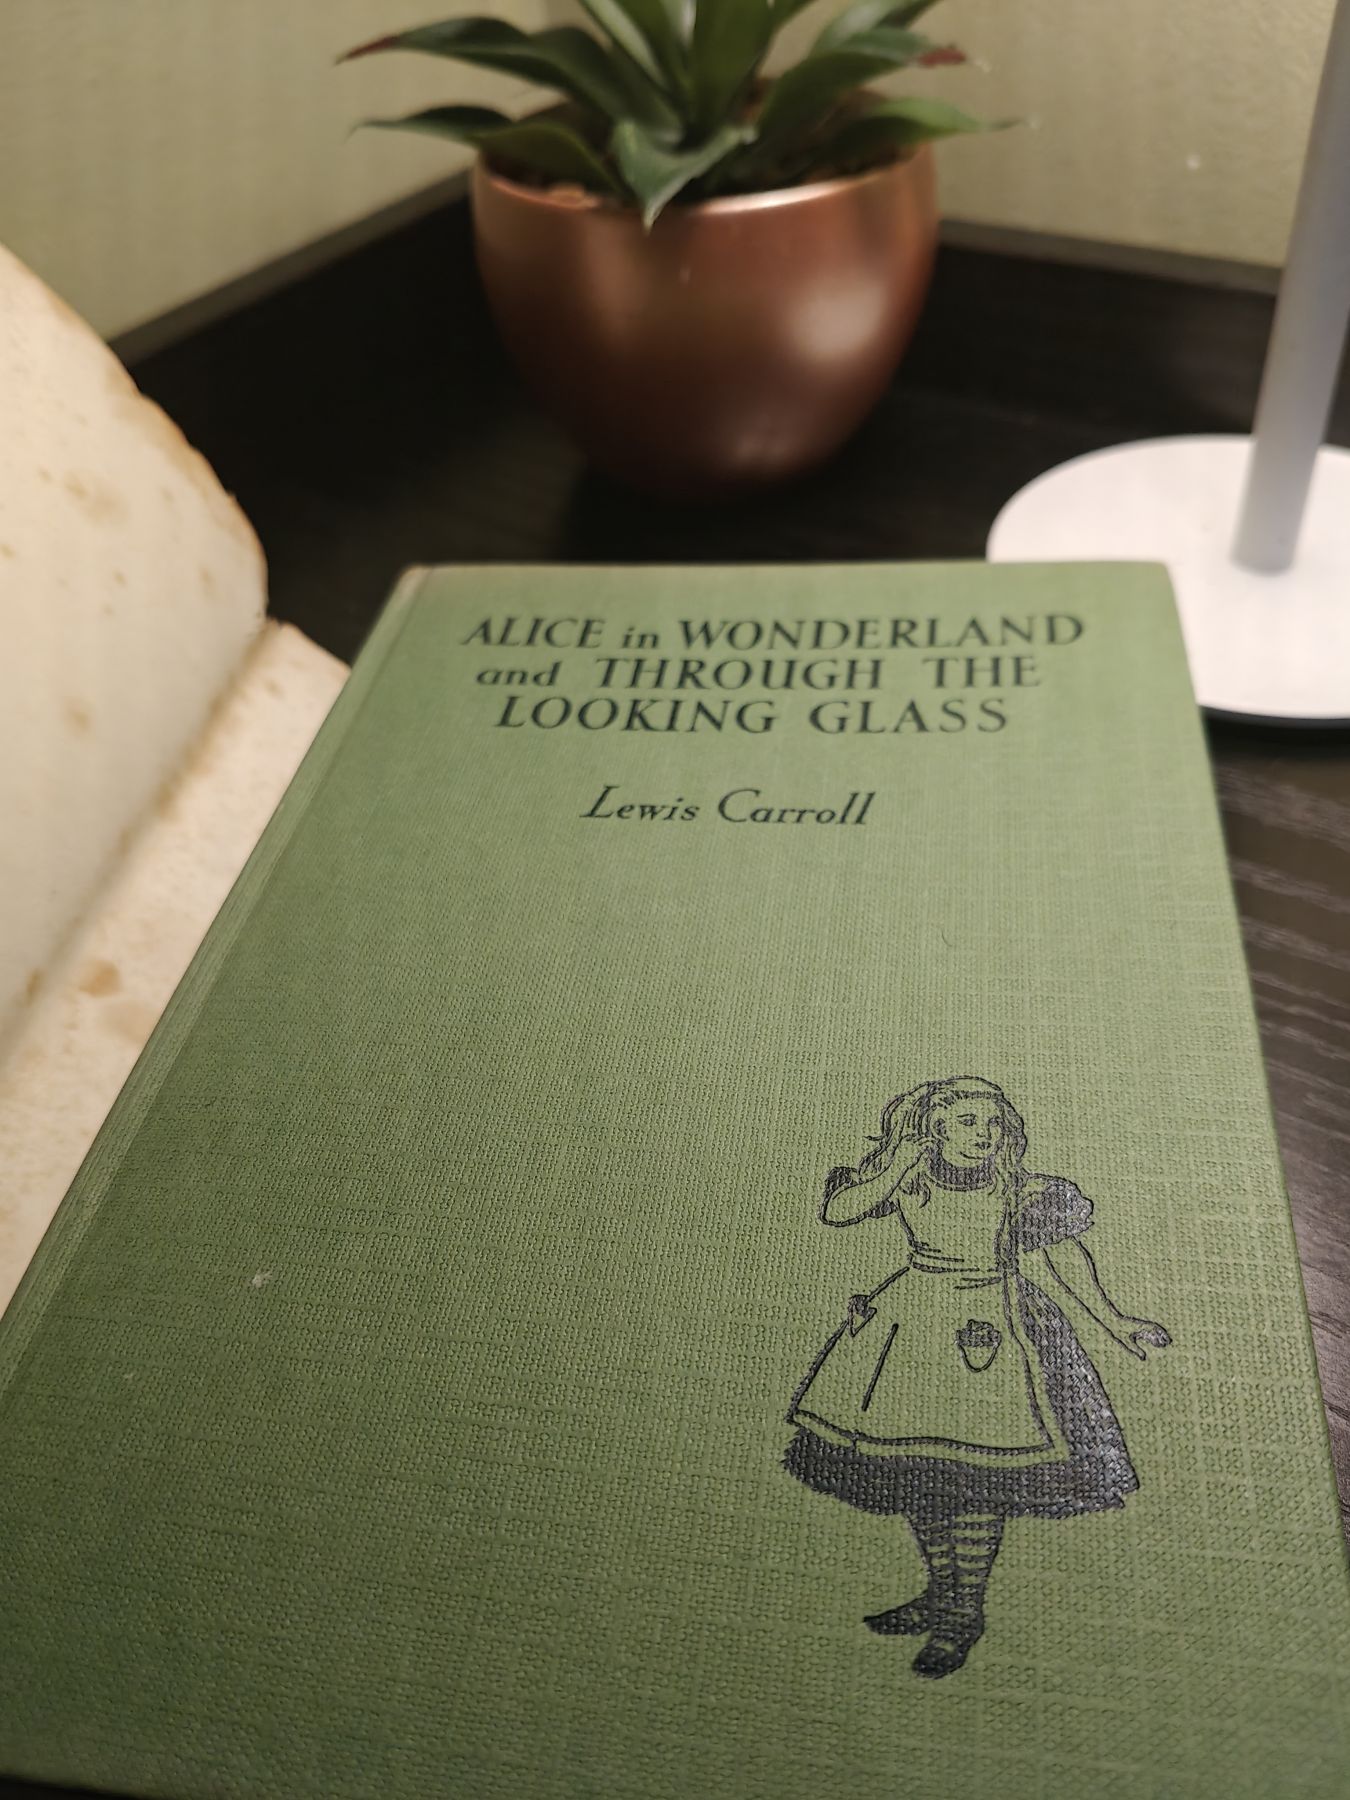 ALICE in WONDERLAND
and THROUGH THE
LOOKING GLASS
Lewis Carroll